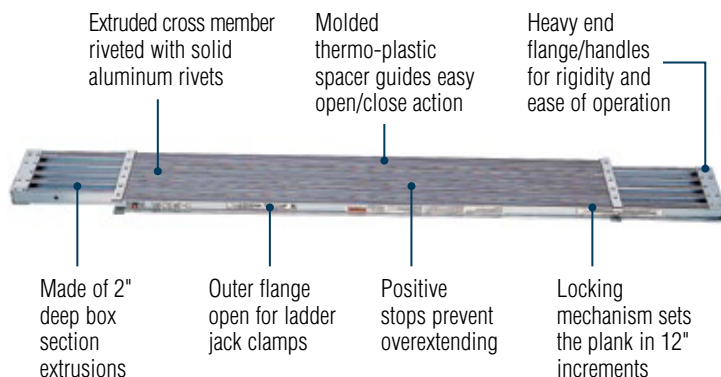 Extruded cross member
riveted with solid
aluminum rivets
Molded
thermo-plastic
spacer guides easy
open/close action
Heavy end
flange/handles
for rigidity and
ease of operation
Made of 2"
deep box
section
extrusions
Outer flange
open for ladder
jack clamps
Positive
stops prevent
overextending
Locking
mechanism sets
the plank in 12"
increments